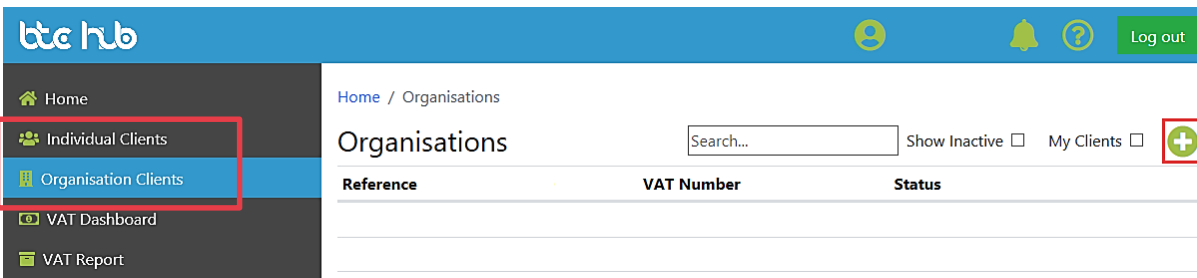 btc hub
Log out
Home
Individual Clients
Organisation Clients
VAT Dashboard
VAT Report
Home / Organisations
Organisations
Search...
Show Inactive
My Clients
Reference VAT Number Status